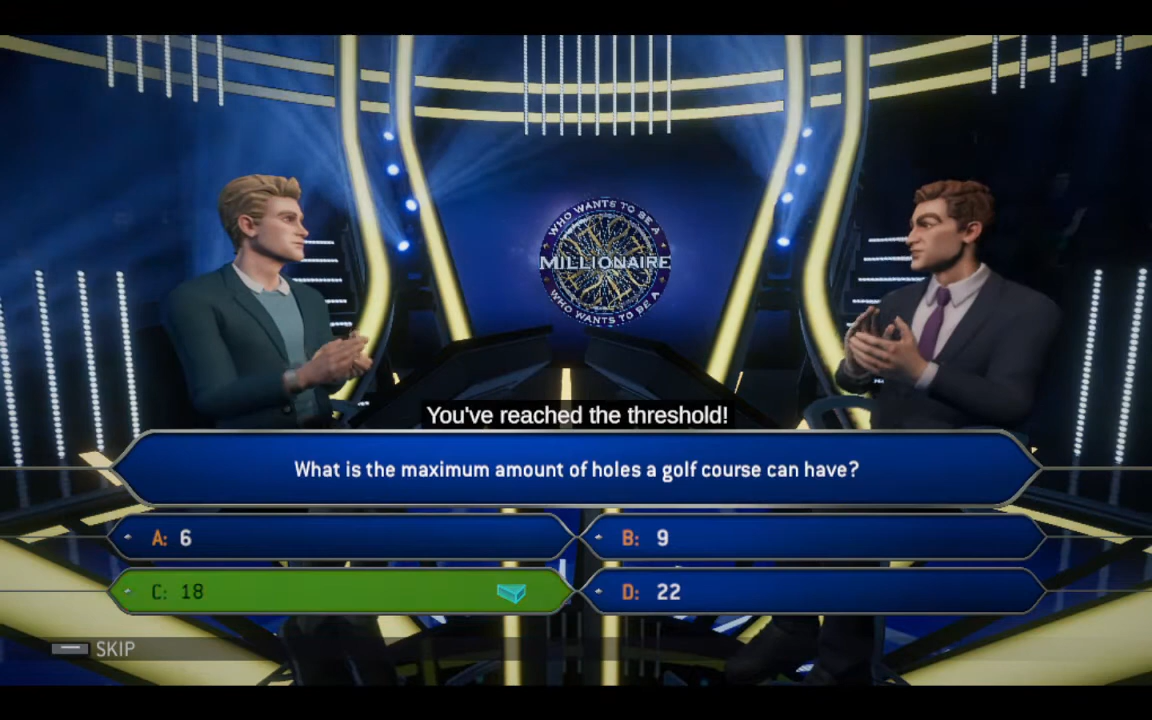 WHO WANTS TO BE A
MILLIONAIRE
WHO WANTS TO BE A
You've reached the threshold!
What is the maximum amount of holes a golf course can have?
A: 6
B: 9
C: 18
D: 22
SKIP